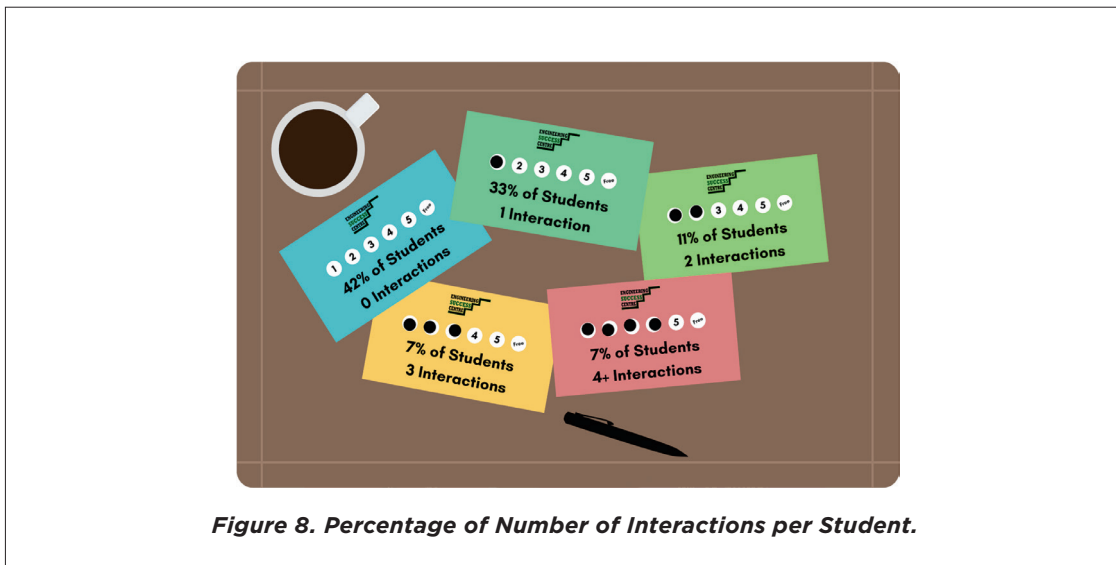 ENGINEERING
SUCCESS
CENTRE
1 2 3 4 5 Free
42% of Students
0 Interactions
ENGINEERING
SUCCESS
CENTRE
2 3 4 5 Free
33% of Students
1 Interaction
ENGINEERING
SUCCESS
CENTRE
3 4 5 Free
11% of Students
2 Interactions
ENGINEERING
SUCCESS
CENTRE
4 5 Free
7% of Students
3 Interactions
ENGINEERING
SUCCESS
CENTRE
5 Free
7% of Students
4+ Interactions
Figure 8. Percentage of Number of Interactions per Student.